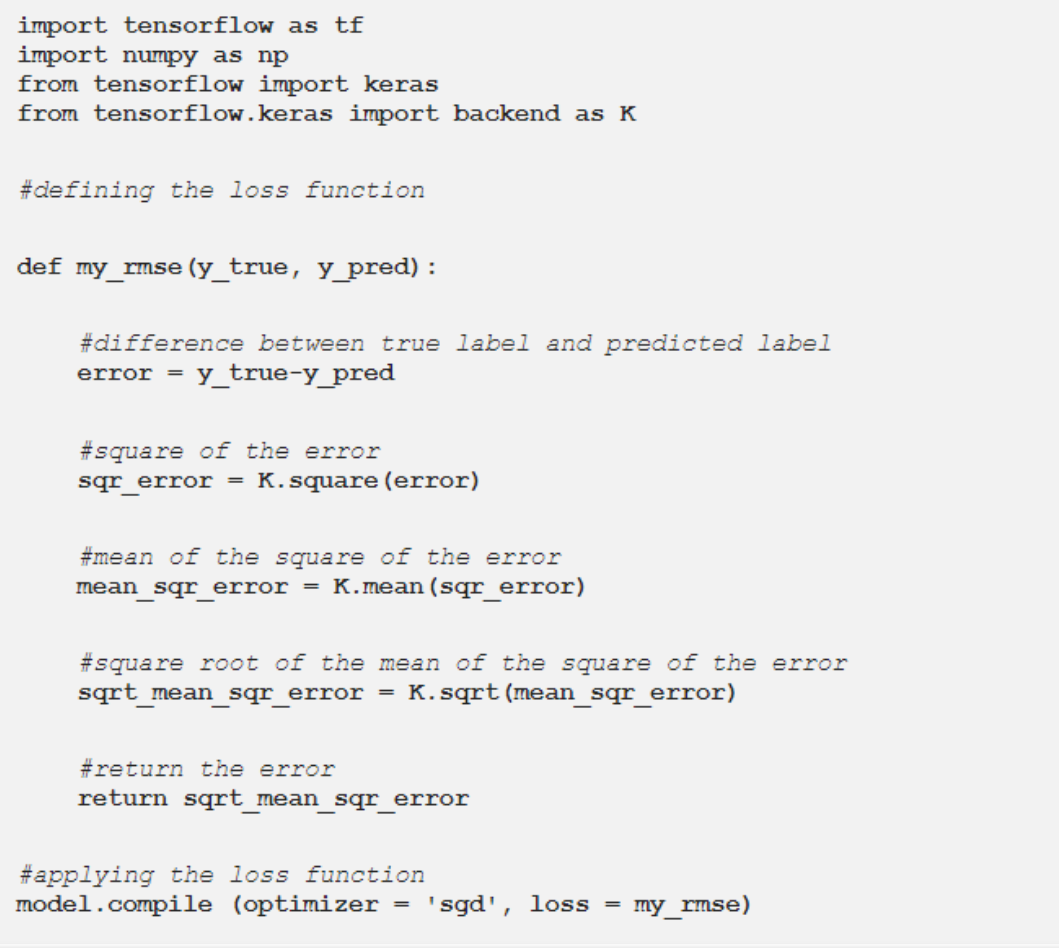 import tensorflow as tf
import numpy as np
from tensorflow import keras
from tensorflow.keras import backend as K
#defining the loss function
def my_rmse(y_true, y_pred):
#difference between true label and predicted label
error = y_true-y_pred
#square of the error
sqr_error = K.square(error)
#mean of the square of the error
mean_sqr_error = K.mean(sqr_error)
#square root of the mean of the square of the error
sqrt_mean_sqr_error = K.sqrt(mean_sqr_error)
#return the error
return sqrt_mean_sqr_error
#applying the loss function
model.compile (optimizer = 'sgd', loss = my_rmse)